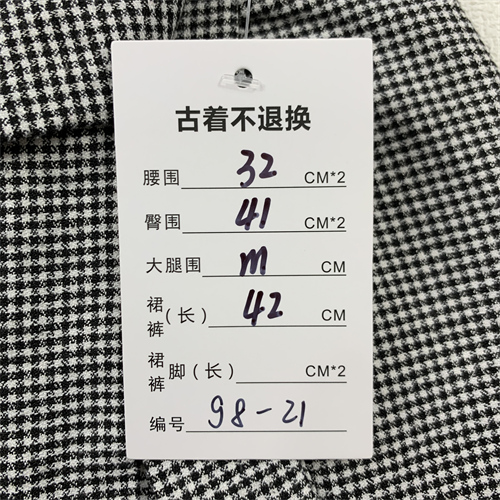 古着不退换
腰围 32 CM*2
臀围 41 CM*2
大腿围 m CM
裙裤(长) 42 CM
裙裤脚(长) CM*2
编号 98-21